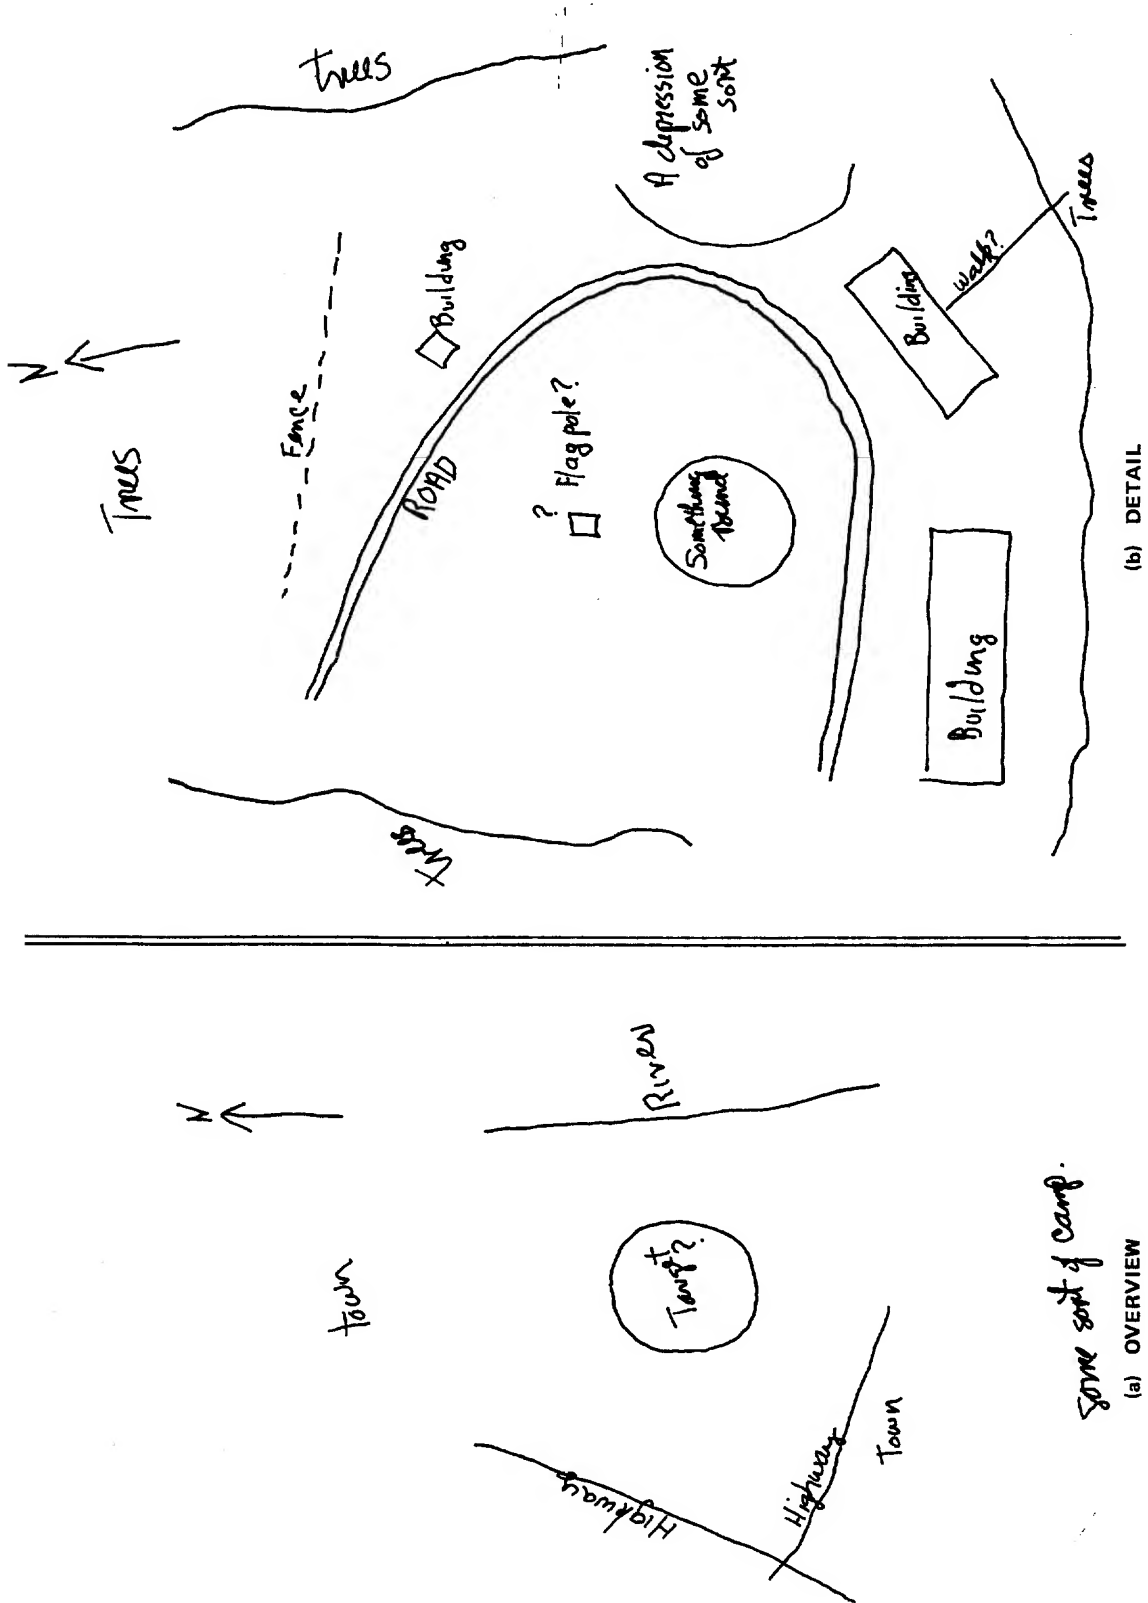 N
town
Highway
Target?
River
Highway
Town
Some sort of camp.
(a) OVERVIEW
N
Trees
trees
Fence
trees
ROAD
Building
?
Flagpole?
A depression
of some
sort
Something
Round
Building
Building
Walk?
Trees
(b) DETAIL